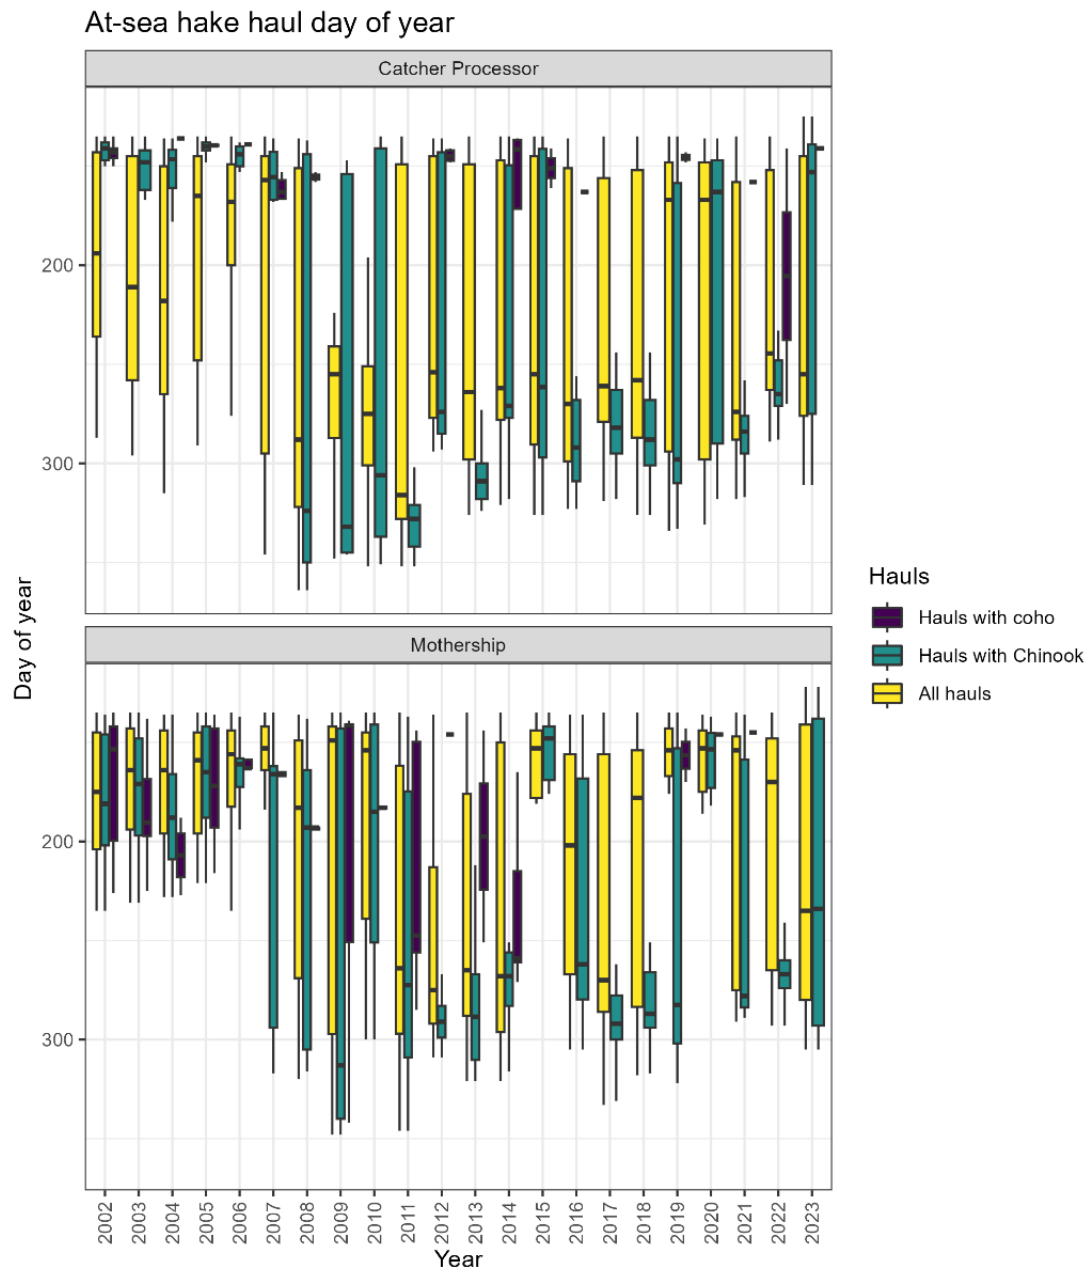 At-sea hake haul day of year
Catcher Processor
200
300
Mothership
200
300
Day of year
2002 2003 2004 2005 2006 2007 2008 2009 2010 2011 2012 2013 2014 2015 2016 2017 2018 2019 2020 2021 2022 2023
Year
Hauls
Hauls with coho
Hauls with Chinook
All hauls